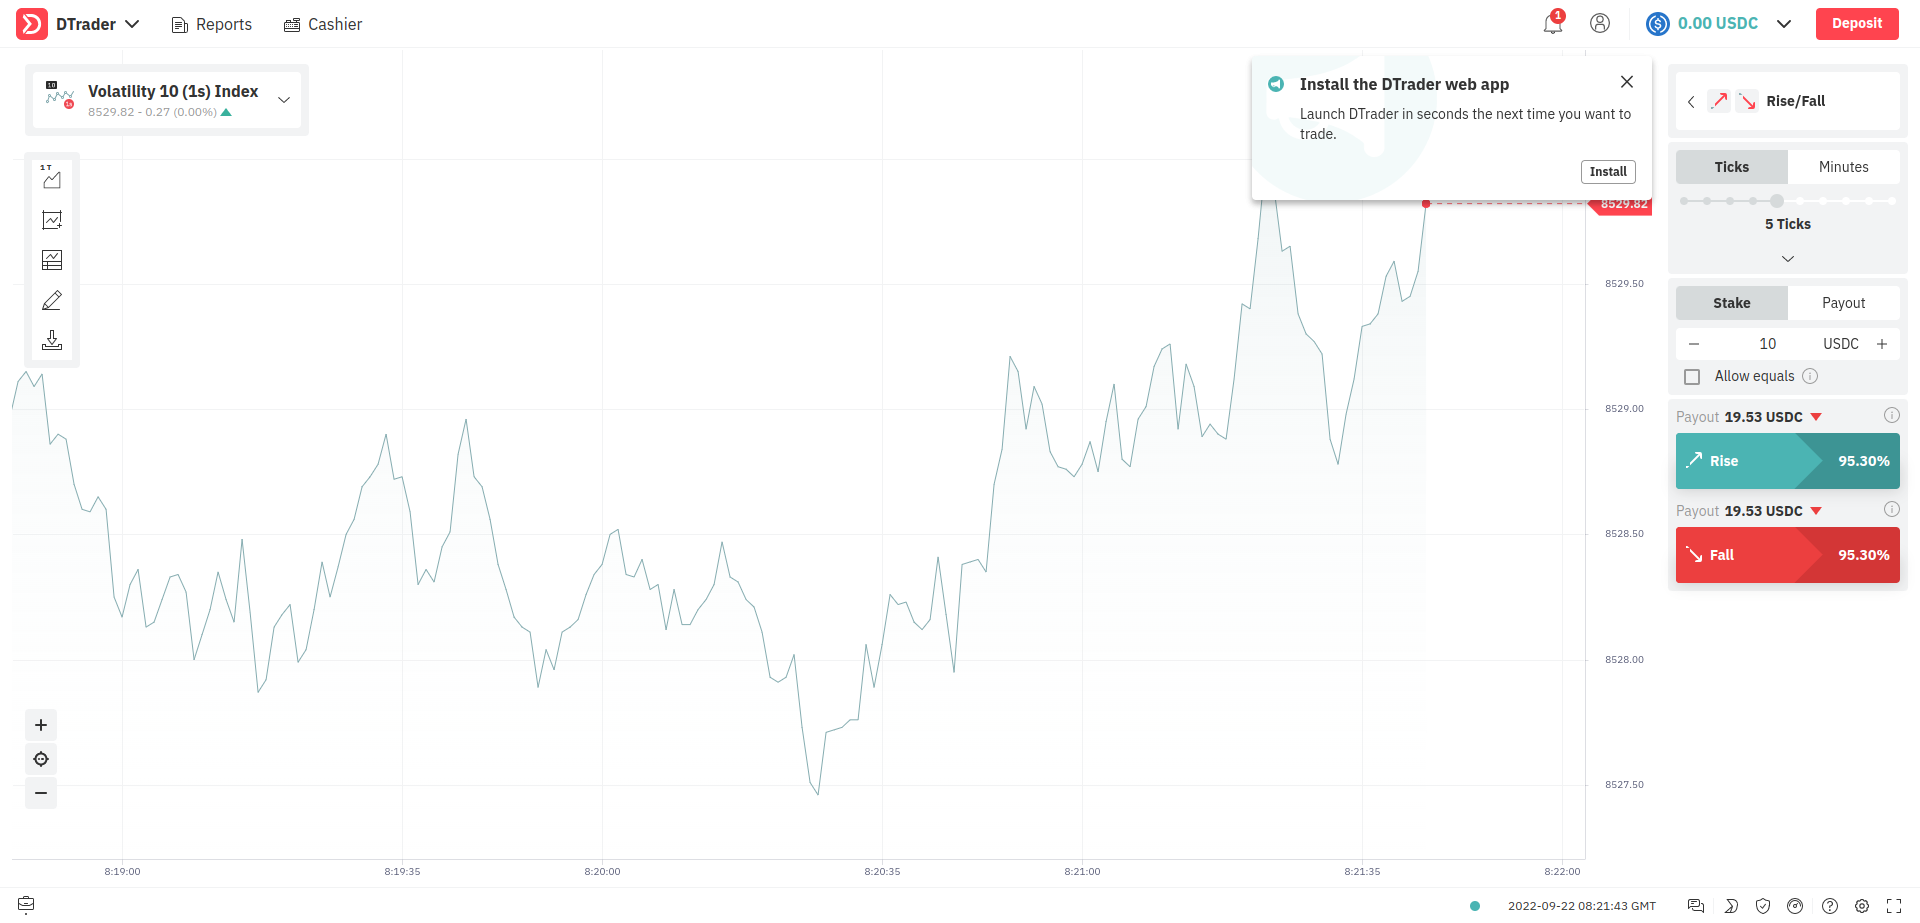 DTrader
Reports
Cashier
1
0.00 USDC
Deposit
10
1s
Volatility 10 (1s) Index
8529.82 - 0.27 (0.00%)
Install the DTrader web app
Launch DTrader in seconds the next time you want to
trade.
Install
1 T
8529.82
8529.50
8529.00
8528.50
8528.00
8527.50
8:19:00
8:19:35
8:20:00
8:20:35
8:21:00
8:21:35
8:22:00
Rise/Fall
Ticks
Minutes
5 Ticks
Stake
Payout
10
USDC
Allow equals
Payout 19.53 USDC
Rise
95.30%
Payout 19.53 USDC
Fall
95.30%
2022-09-22 08:21:43 GMT